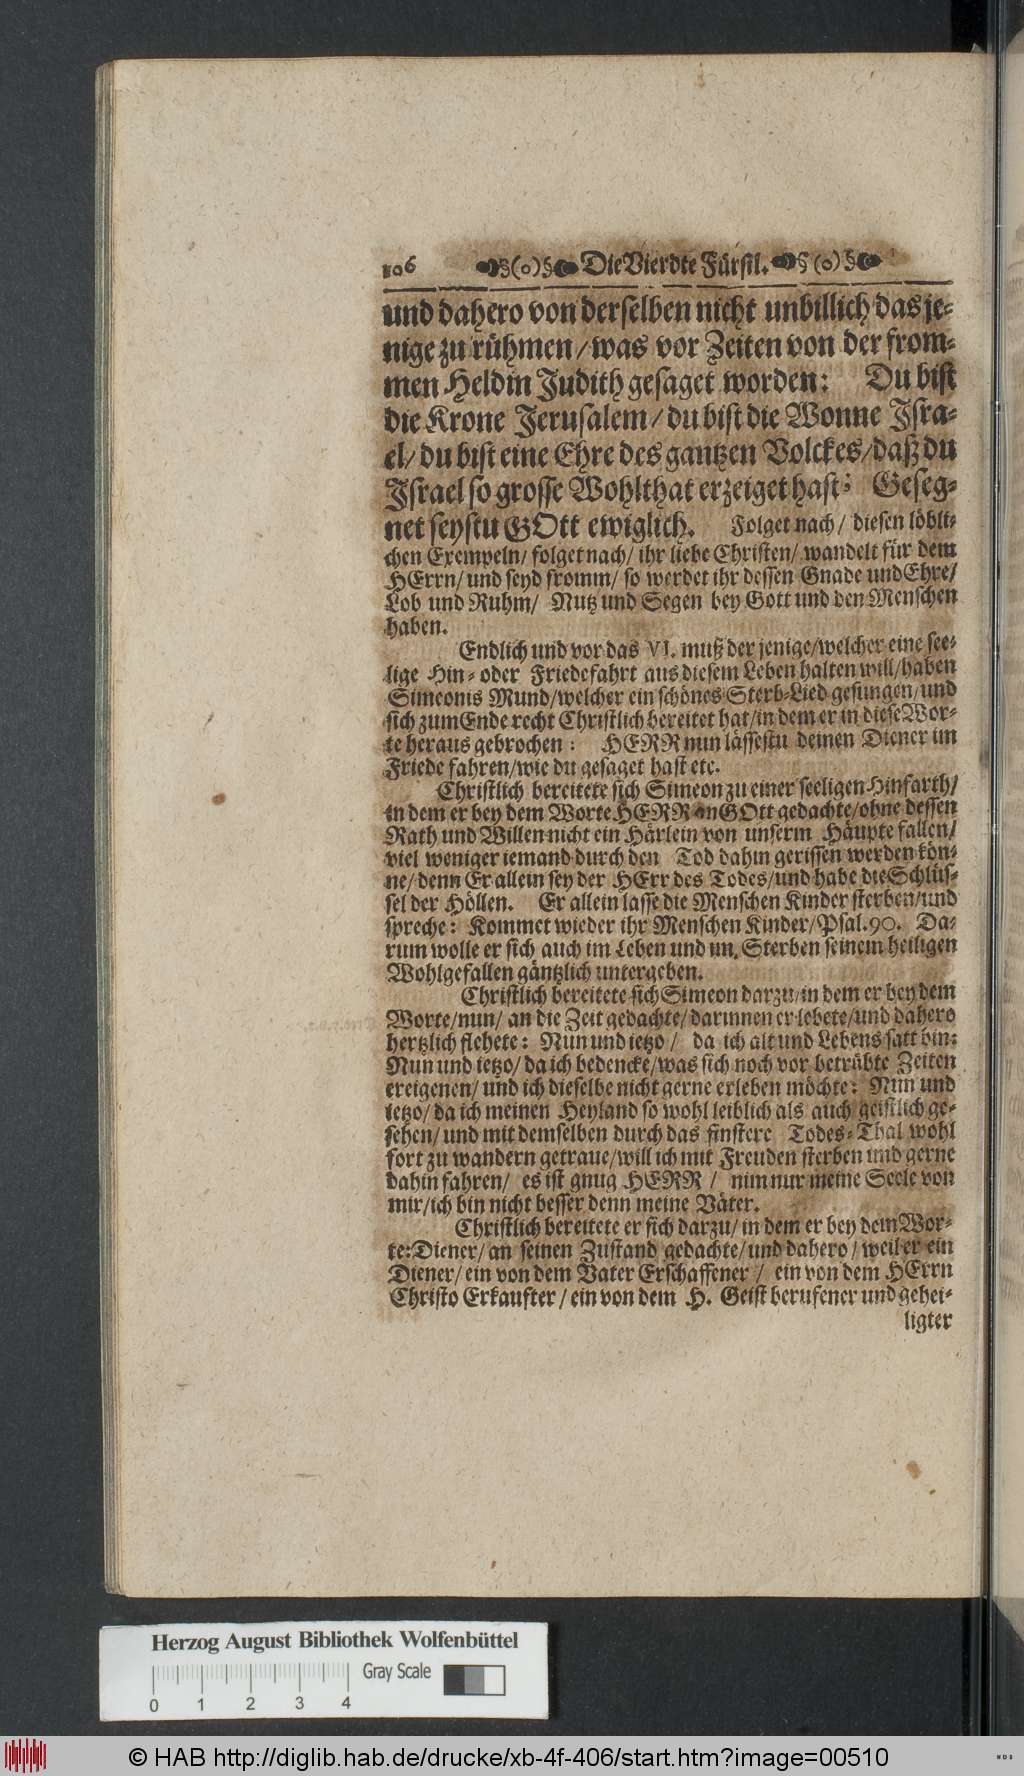 106 §(o)§ Die Vierdte Fürstl. §(o)§
und dahero von derselben nicht unbillich das je-
nige zu rühmen/ was vor Zeiten von der from-
men Heldin Judith gesaget worden: Du bist
die Krone Jerusalem/ du bist die Wonne Isra-
el/ du bist eine Ehre des gantzen Volckes/ daß du
Israel so grosse Wohlthat erzeiget hast: Geseg-
net seystu GOtt ewiglich. Folget nach/ diesen löbli-
chen Exempeln/ folget nach/ ihr liebe Christen/ wandelt für dem
HErrn/ und seyd fromm/ so werdet ihr dessen Gnade und Ehre/
Lob und Ruhm/ Nutz und Segen bey Gott und den Menschen
haben.
Endlich und vor das VI. muß der jenige/ welcher eine see-
lige Hin- oder Friedefahrt aus diesem Leben halten will/ haben
Simeonis Mund/ welcher ein schönes Sterb-Lied gesungen/ und
sich zum Ende recht Christlich bereitet hat/ in dem er in diese Wor-
te heraus gebrochen: HERR nun lässestu deinen Diener im
Friede fahren/ wie du gesaget hast etc.
Christlich bereitete sich Simeon zu einer seeligen Hinfarth/
in dem er bey dem Worte HERR an GOtt gedachte/ ohne dessen
Rath und Willen nicht ein Härlein von unserm Häupte fallen/
viel weniger iemand durch den Tod dahin gerissen werden kön-
ne/ denn Er allein sey der HErr des Todes/ und habe die Schlüs-
sel der Höllen. Er allein lasse die Menschen Kinder sterben/ und
spreche: Kommet wieder ihr Menschen Kinder/ Psal. 90. Da-
rum wolle er sich auch im Leben und im Sterben seinem heiligen
Wohlgefallen gäntzlich untergeben.
Christlich bereitete sich Simeon darzu/ in dem er bey dem
Worte/ nun/ an die Zeit gedachte/ darinnen er lebete/ und dahero
hertzlich flehete: Nun und ietzo/ da ich alt und Lebens satt bin:
Nun und ietzo/ da ich bedencke/ was sich noch vor betrübte Zeiten
ereigenen/ und ich dieselbe nicht gerne erleben möchte: Nun und
ietzo/ da ich meinen Heyland so wohl leiblich als auch geistlich ge-
sehen/ und mit demselben durch das finstere Todes-Thal wohl
fort zu wandern getraue/ will ich mit Freuden sterben und gerne
dahin fahren/ es ist gnug HERR/ nim nur meine Seele von
mir/ ich bin nicht besser denn meine Väter.
Christlich bereitete er sich darzu/ in dem er bey dem Wor-
te: Diener/ an seinen Zustand gedachte/ und dahero/ weil er ein
Diener/ ein von dem Vater Erschaffener/ ein von dem HErrn
Christo Erkaufter/ ein von dem H. Geist berufener und gehei-
ligter
Herzog August Bibliothek Wolfenbüttel
0 1 2 3 4 Gray Scale
© HAB http://diglib.hab.de/drucke/xb-4f-406/start.htm?image=00510